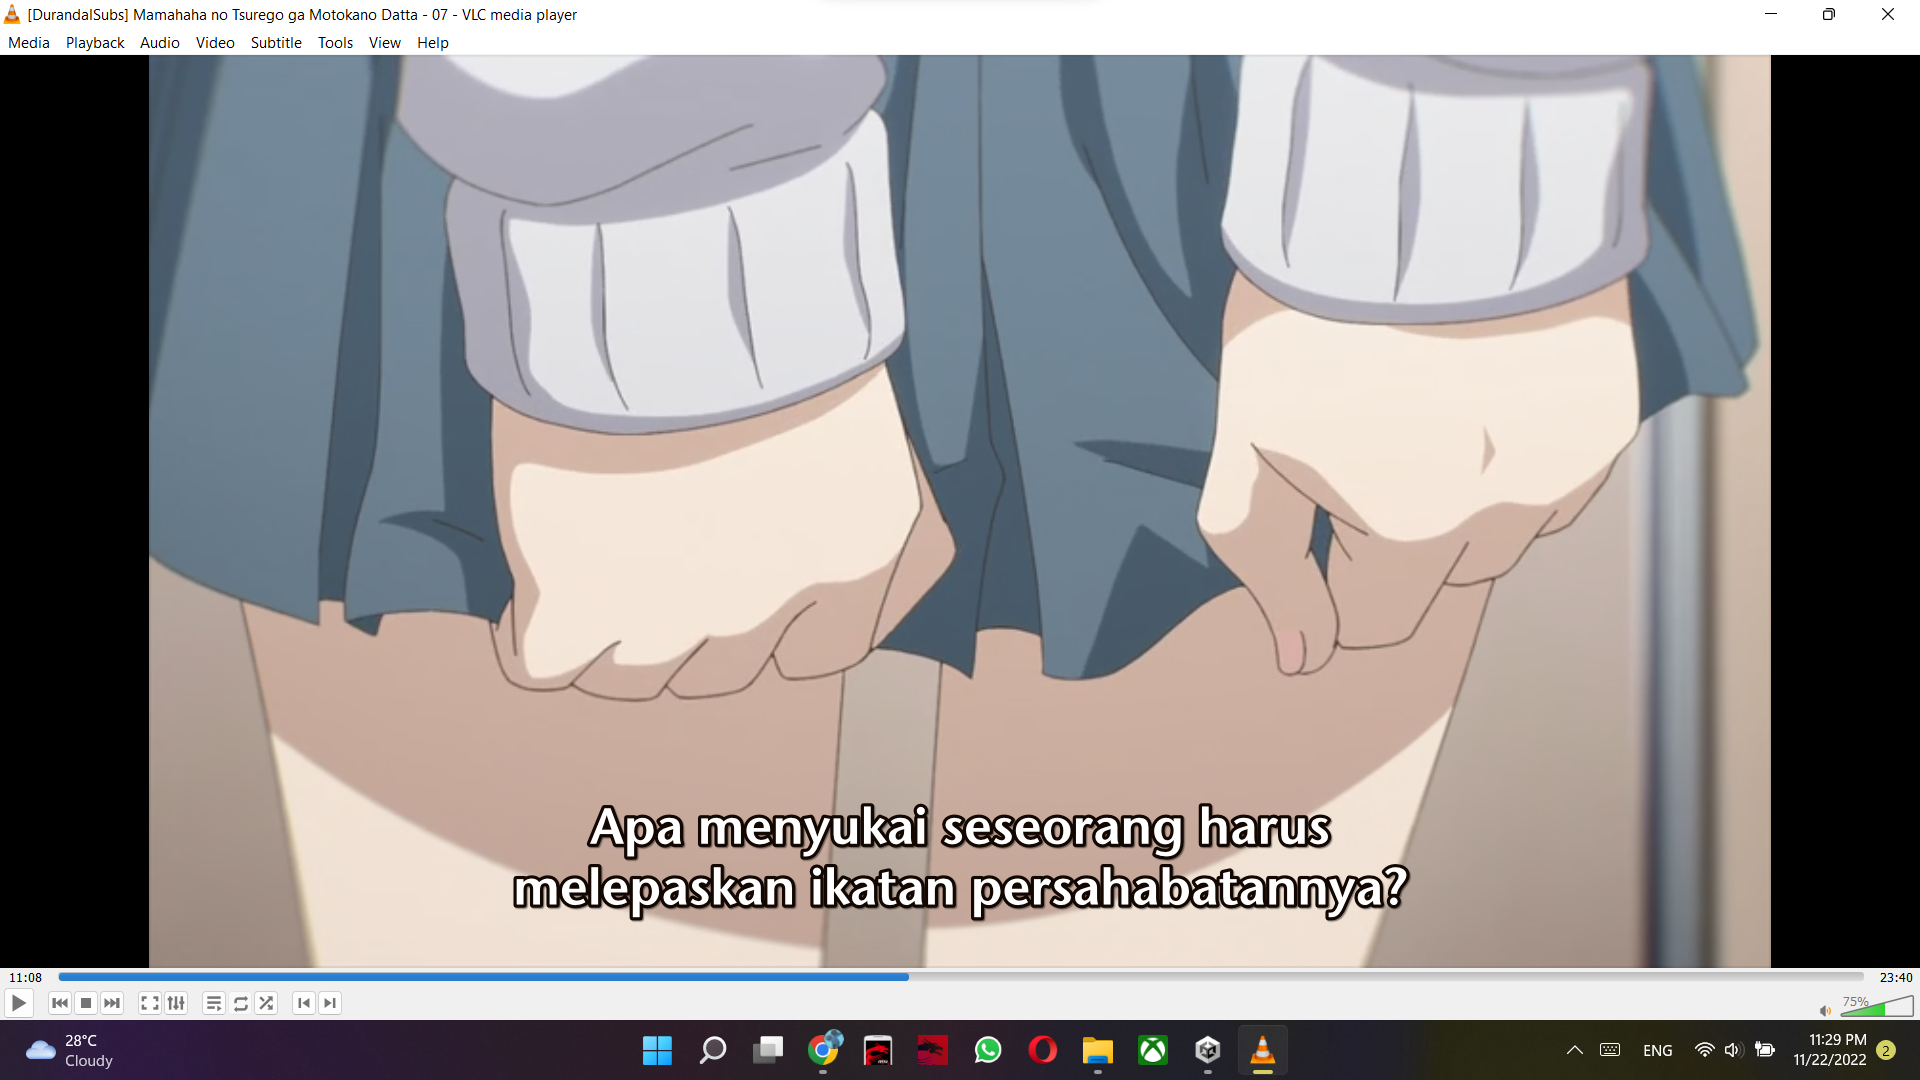 [DurandalSubs] Mamahaha no Tsurego ga Motokano Datta - 07 - VLC media player
Media Playback Audio Video Subtitle Tools View Help
Apa menyukai seseorang harus
melepaskan ikatan persahabatannya?
11:08 23:40
75%
28°C
Cloudy
ENG
11:29 PM
11/22/2022
2